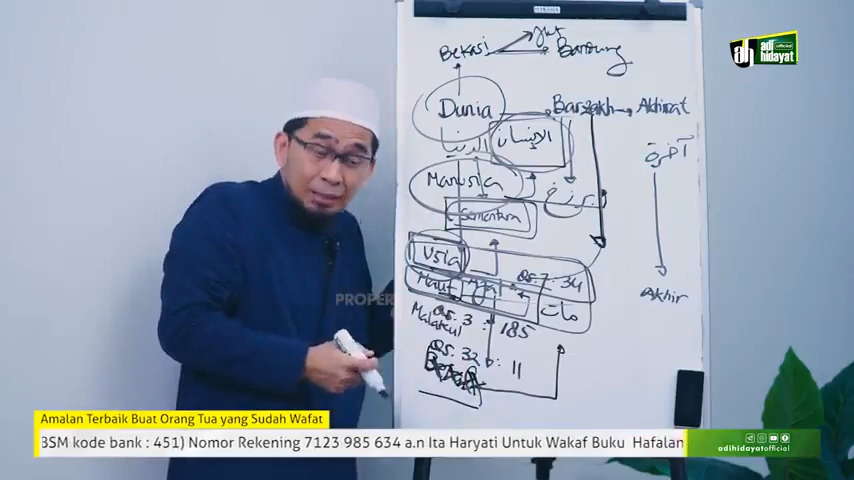 Bekasi Bandung
Dunia Barzakh Akhirat
الدنيا الإنسان آخرة
Manusia برزخ
Sementara
Usia
Maut Ajal QS. 7: 34
Akhir
Malaikul QS. 3: 185
مات
QS. 32: 11
PROPER
ah adi hidayat official
Amalan Terbaik Buat Orang Tua yang Sudah Wafat
BSM kode bank : 451) Nomor Rekening 7123 985 634 a.n Ita Haryati Untuk Wakaf Buku Hafalan
adihidayatofficial